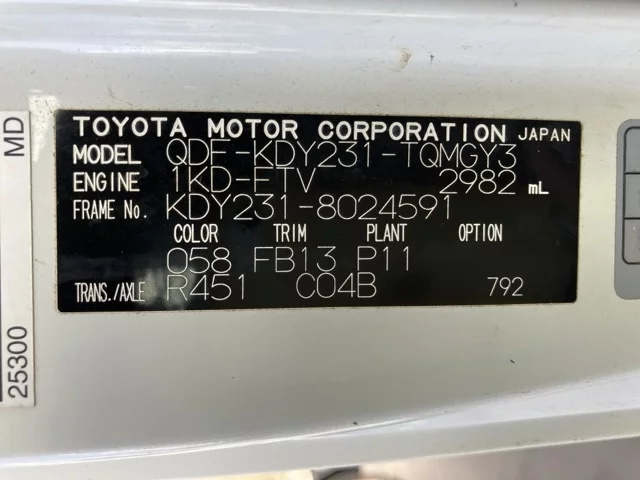 TOYOTA MOTOR CORPORATION JAPAN
MODEL QDF-KDY231-TQMGY3
ENGINE 1KD-FTV 2982 mL
FRAME No. KDY231-8024591
COLOR TRIM PLANT OPTION
058 FB13 P11
TRANS./AXLE R451 C04B 792
MD
25300